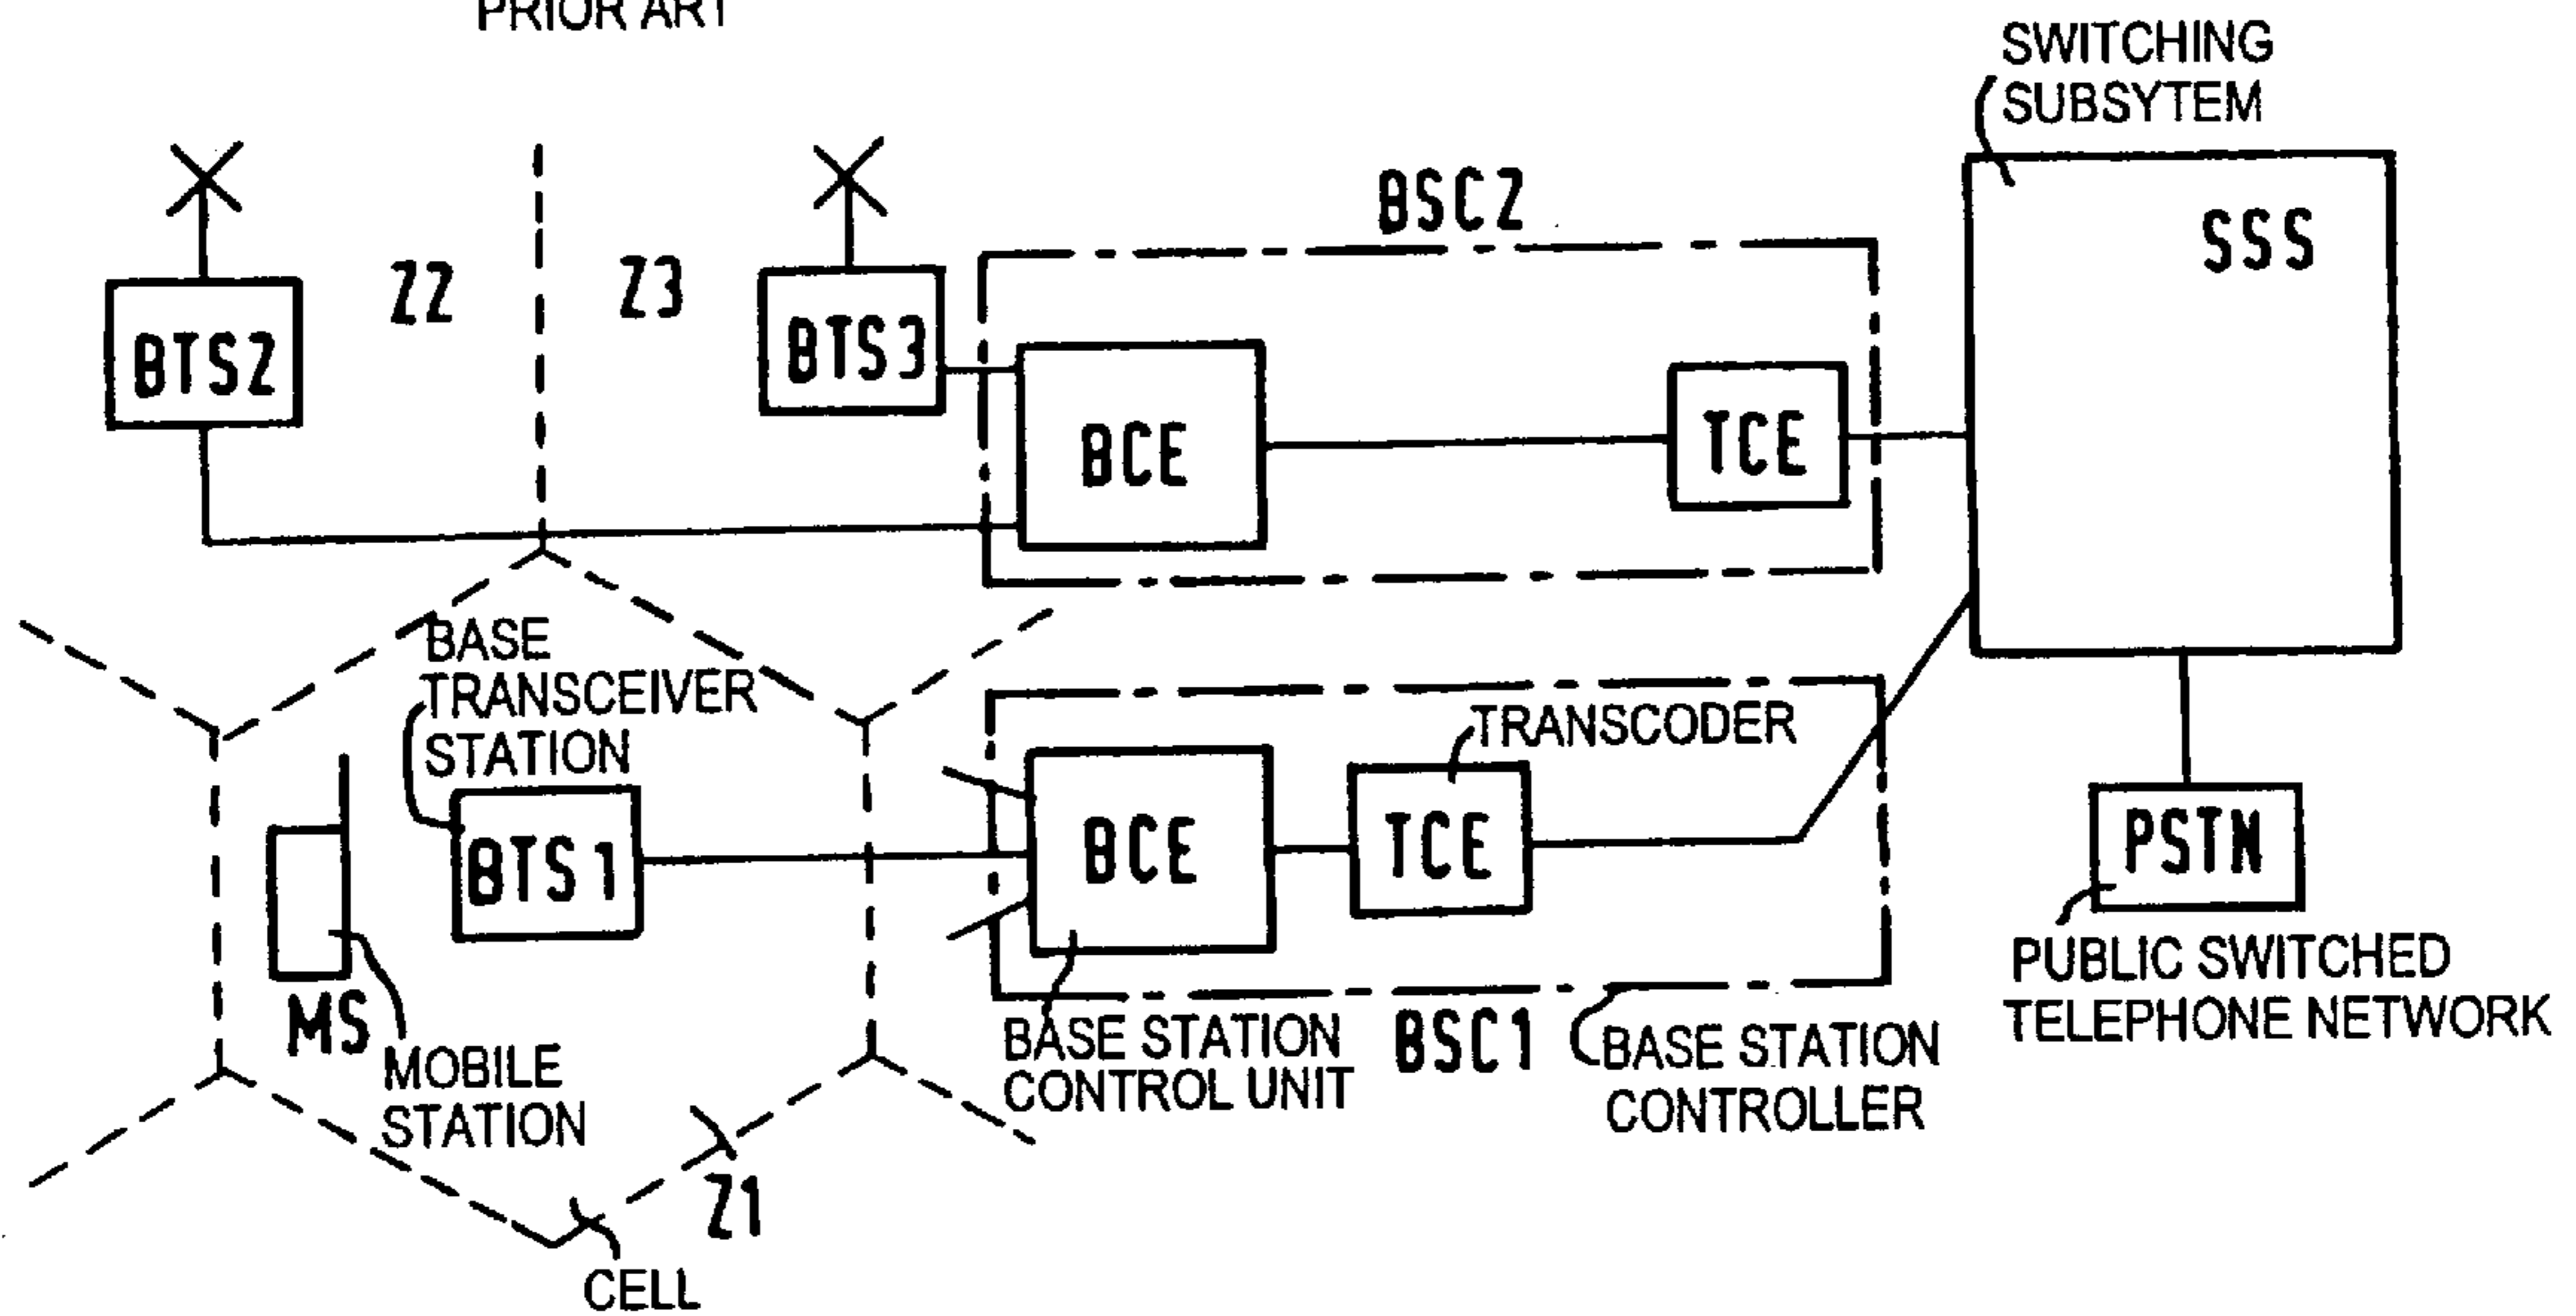 PRIOR ART
SWITCHING
SUBSYTEM
BSC2
SSS
Z2
Z3
BTS2
BTS3
BCE
TCE
BASE
TRANSCEIVER
STATION
TRANSCODER
BTS1
BCE
TCE
PSTN
MS
MOBILE
STATION
BASE STATION
CONTROL UNIT
BSC1
BASE STATION
CONTROLLER
PUBLIC SWITCHED
TELEPHONE NETWORK
Z1
CELL